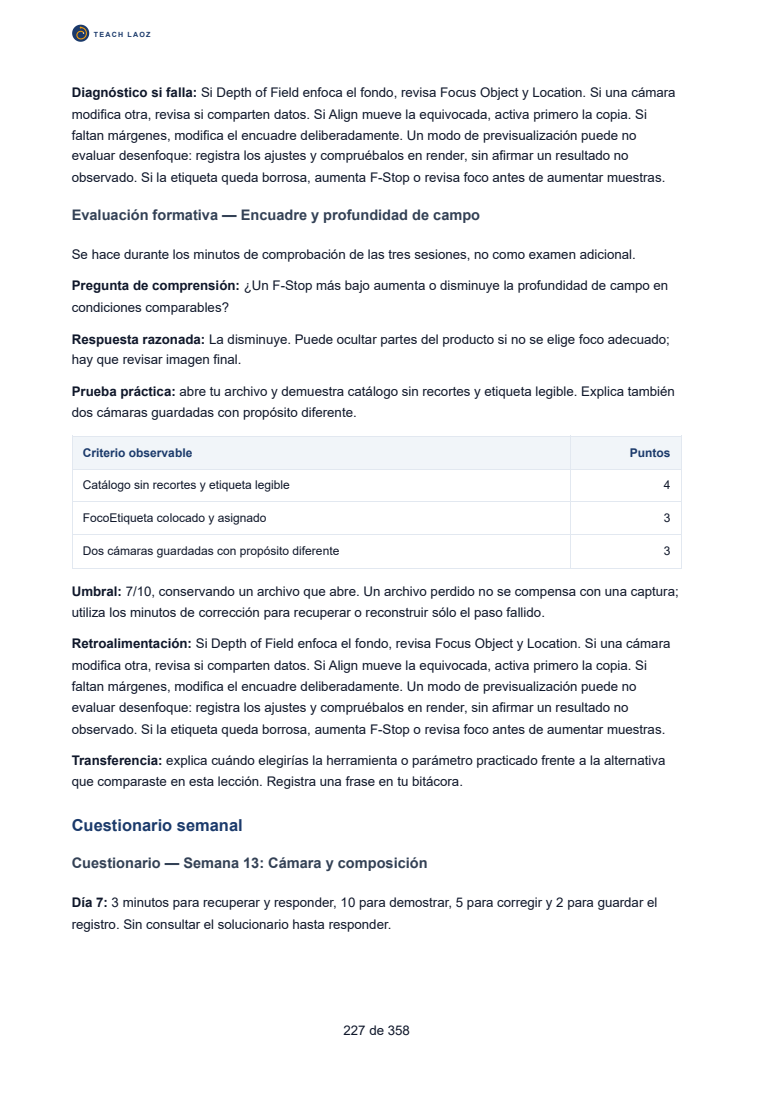 TEACH LAOZ
Diagnóstico si falla: Si Depth of Field enfoca el fondo, revisa Focus Object y Location. Si una cámara
modifica otra, revisa si comparten datos. Si Align mueve la equivocada, activa primero la copia. Si
faltan márgenes, modifica el encuadre deliberadamente. Un modo de previsualización puede no
evaluar desenfoque: registra los ajustes y compruébalos en render, sin afirmar un resultado no
observado. Si la etiqueta queda borrosa, aumenta F-Stop o revisa foco antes de aumentar muestras.
Evaluación formativa — Encuadre y profundidad de campo
Se hace durante los minutos de comprobación de las tres sesiones, no como examen adicional.
Pregunta de comprensión: ¿Un F-Stop más bajo aumenta o disminuye la profundidad de campo en
condiciones comparables?
Respuesta razonada: La disminuye. Puede ocultar partes del producto si no se elige foco adecuado;
hay que revisar imagen final.
Prueba práctica: abre tu archivo y demuestra catálogo sin recortes y etiqueta legible. Explica también
dos cámaras guardadas con propósito diferente.
Criterio observable Puntos
Catálogo sin recortes y etiqueta legible 4
FocoEtiqueta colocado y asignado 3
Dos cámaras guardadas con propósito diferente 3
Umbral: 7/10, conservando un archivo que abre. Un archivo perdido no se compensa con una captura;
utiliza los minutos de corrección para recuperar o reconstruir sólo el paso fallido.
Retroalimentación: Si Depth of Field enfoca el fondo, revisa Focus Object y Location. Si una cámara
modifica otra, revisa si comparten datos. Si Align mueve la equivocada, activa primero la copia. Si
faltan márgenes, modifica el encuadre deliberadamente. Un modo de previsualización puede no
evaluar desenfoque: registra los ajustes y compruébalos en render, sin afirmar un resultado no
observado. Si la etiqueta queda borrosa, aumenta F-Stop o revisa foco antes de aumentar muestras.
Transferencia: explica cuándo elegirías la herramienta o parámetro practicado frente a la alternativa
que comparaste en esta lección. Registra una frase en tu bitácora.
Cuestionario semanal
Cuestionario — Semana 13: Cámara y composición
Día 7: 3 minutos para recuperar y responder, 10 para demostrar, 5 para corregir y 2 para guardar el
registro. Sin consultar el solucionario hasta responder.
227 de 358